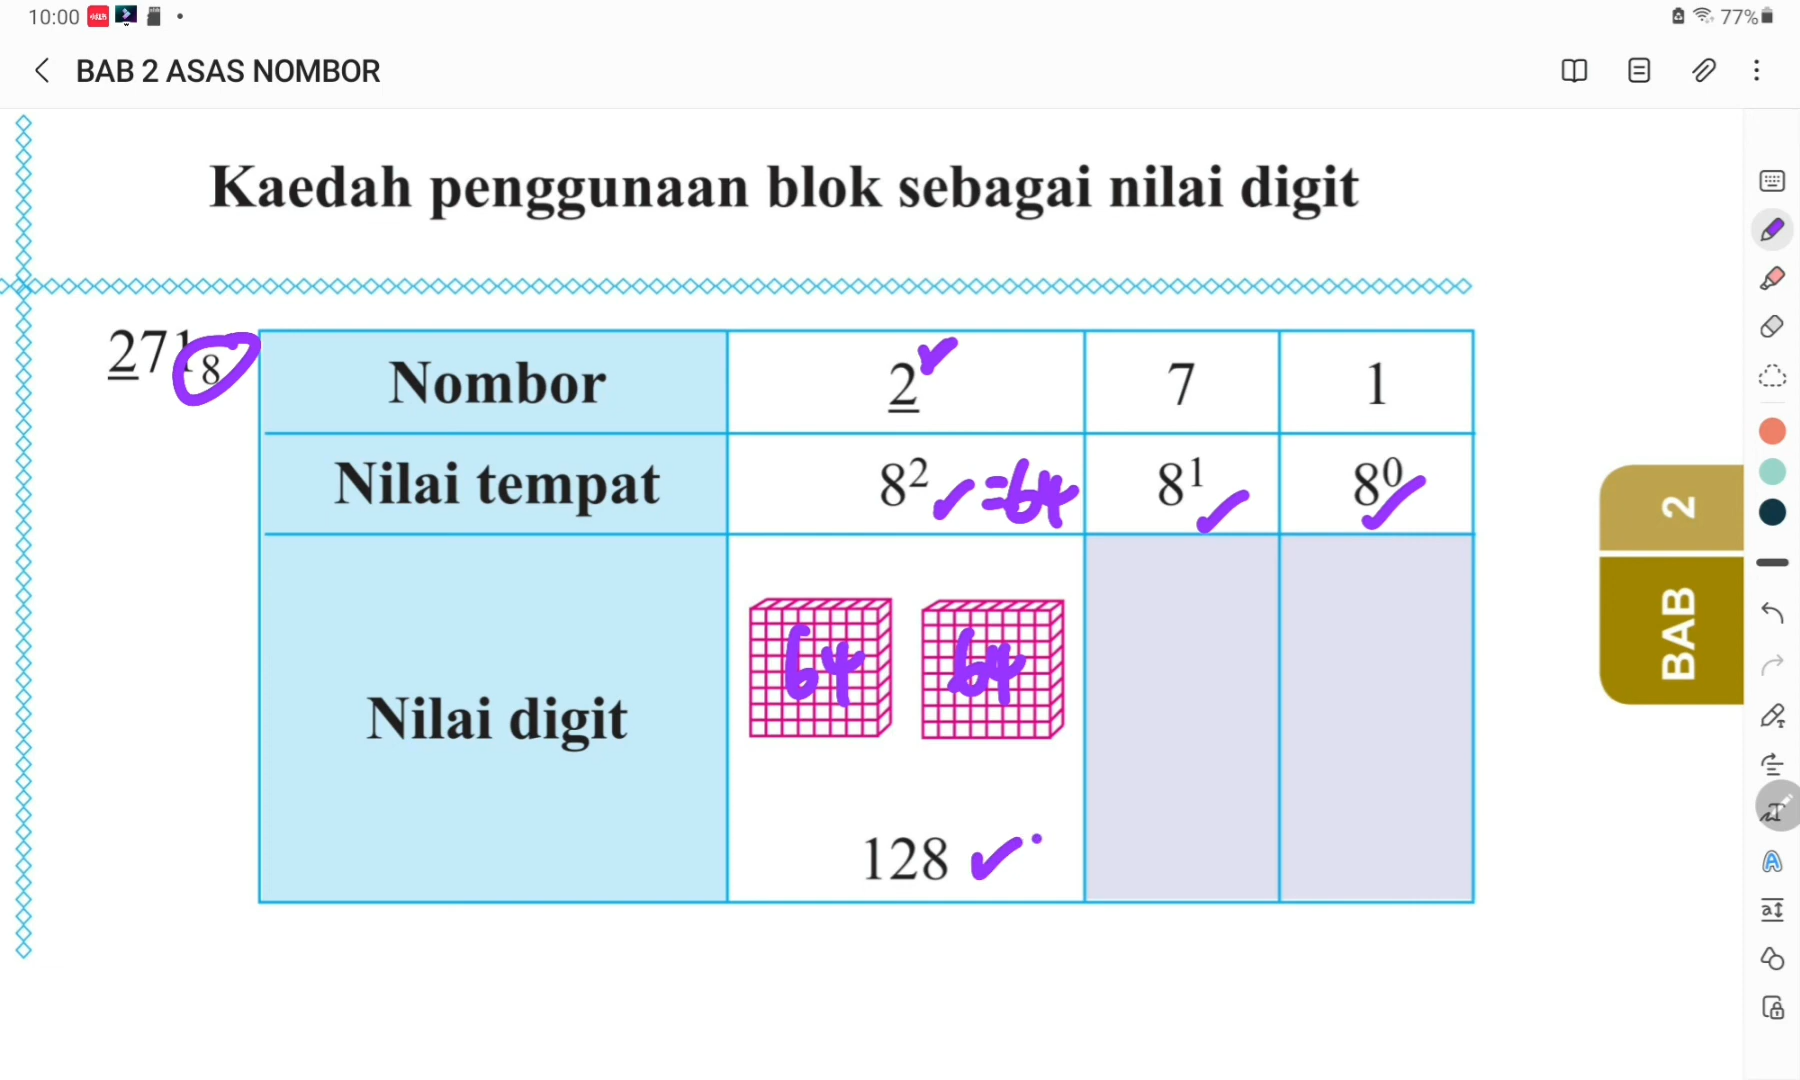 10:00
77%
BAB 2 ASAS NOMBOR
Kaedah penggunaan blok sebagai nilai digit
271₈
Nombor 2 7 1
Nilai tempat 8² =64 8¹ 8⁰
64 64
Nilai digit
128
BAB 2